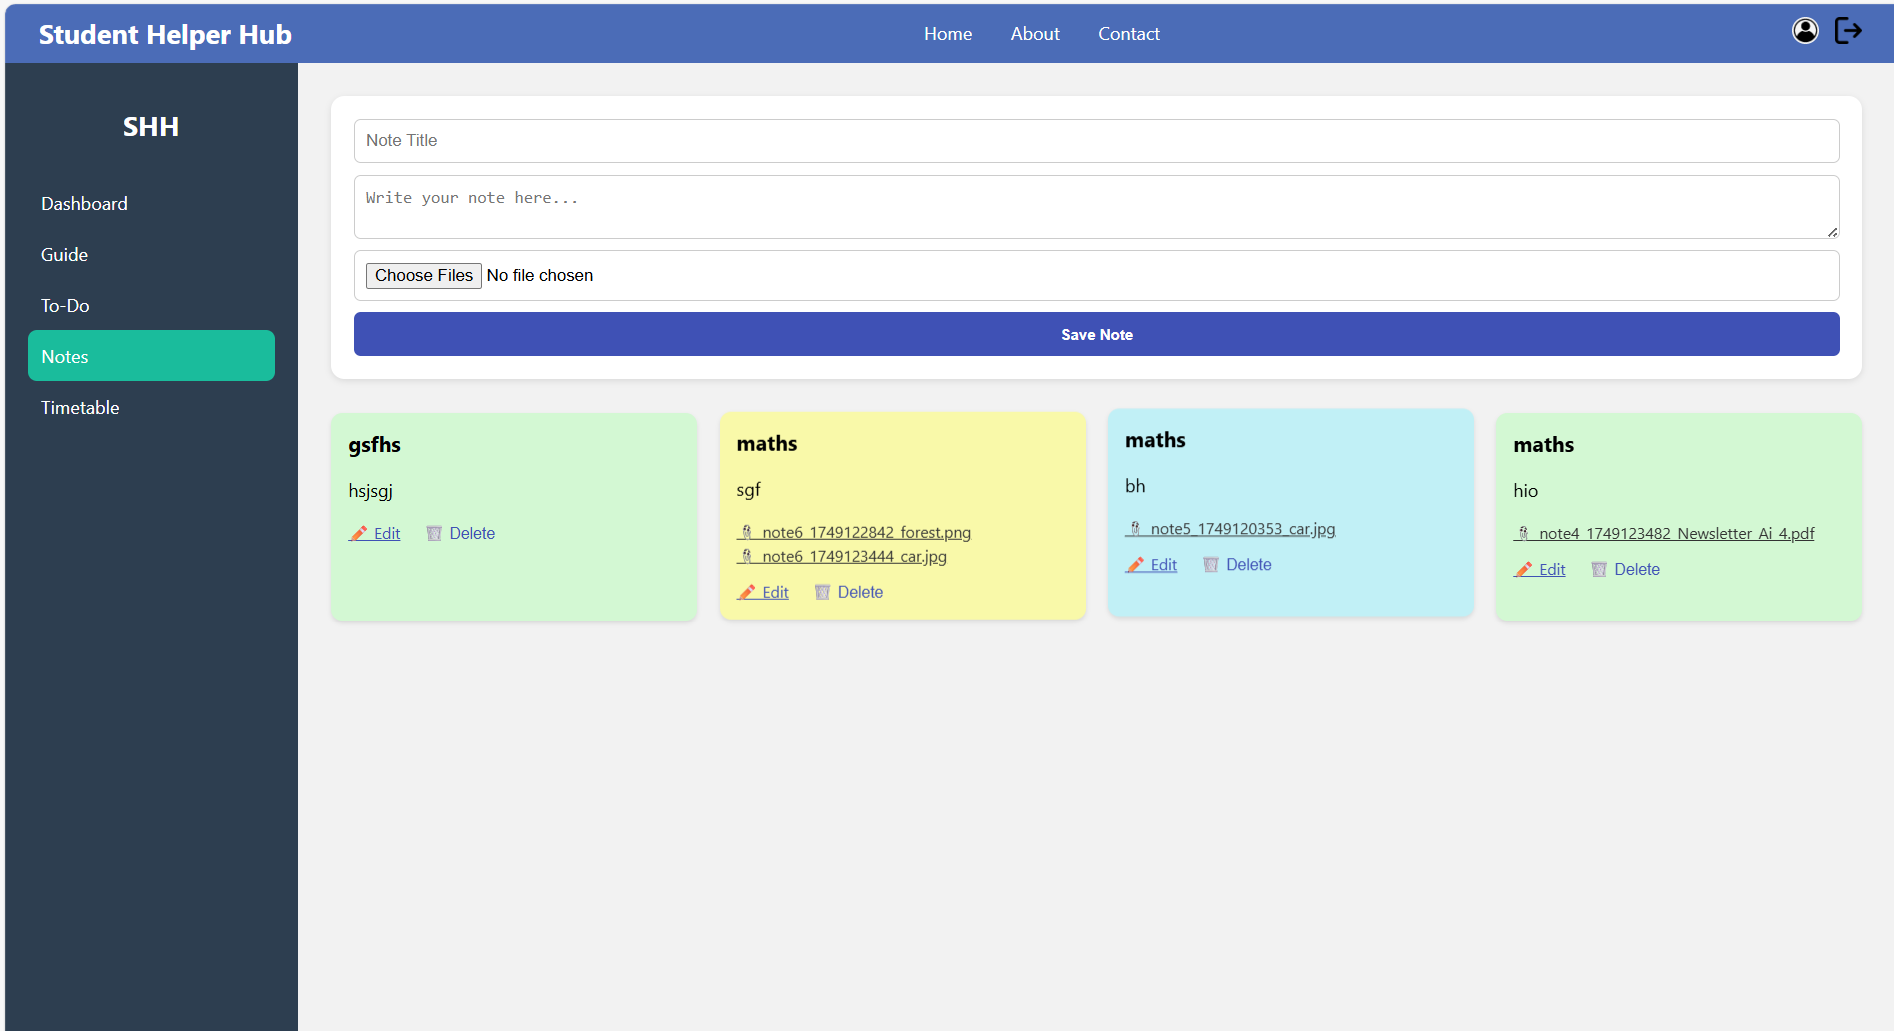 Student Helper Hub
Home About Contact
SHH
Dashboard
Guide
To-Do
Notes
Timetable
Note Title
Write your note here...
Choose Files No file chosen
Save Note
gsfhs
hsjsgj
Edit Delete
maths
sgf
note6_1749122842_forest.png
note6_1749123444_car.jpg
Edit Delete
maths
bh
note5_1749120353_car.jpg
Edit Delete
maths
hio
note4_1749123482_Newsletter_Ai_4.pdf
Edit Delete